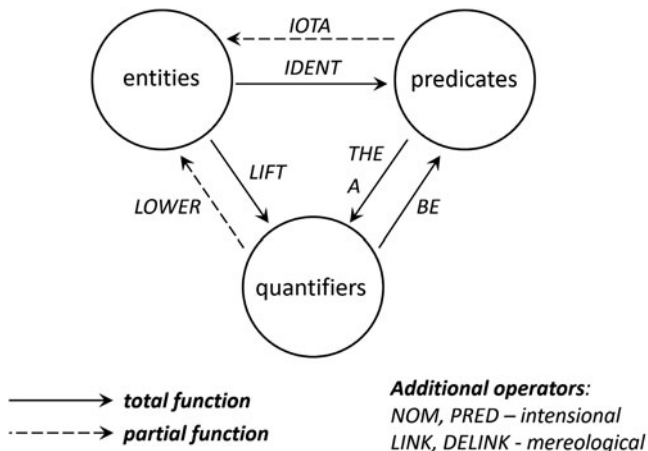 IOTA
entities
IDENT
predicates
THE
LIFT
A
LOWER
BE
quantifiers
total function
partial function
Additional operators:
NOM, PRED – intensional
LINK, DELINK - mereological